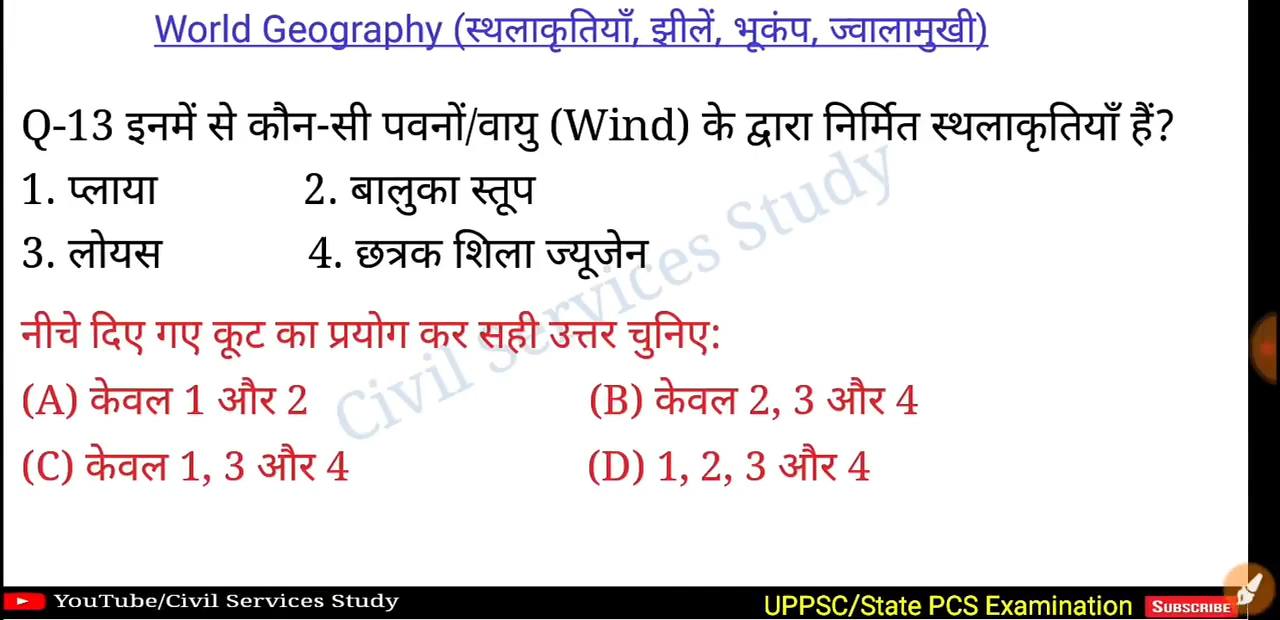 World Geography (स्थलाकृतियाँ, झीलें, भूकंप, ज्वालामुखी)
Q-13 इनमें से कौन-सी पवनों/वायु (Wind) के द्वारा निर्मित स्थलाकृतियाँ हैं?
1. प्लाया 2. बालुका स्तूप
3. लोयस 4. छत्रक शिला ज्यूजेन
नीचे दिए गए कूट का प्रयोग कर सही उत्तर चुनिए:
(A) केवल 1 और 2 (B) केवल 2, 3 और 4
(C) केवल 1, 3 और 4 (D) 1, 2, 3 और 4
Civil Services Study
YouTube/Civil Services Study UPPSC/State PCS Examination SUBSCRIBE